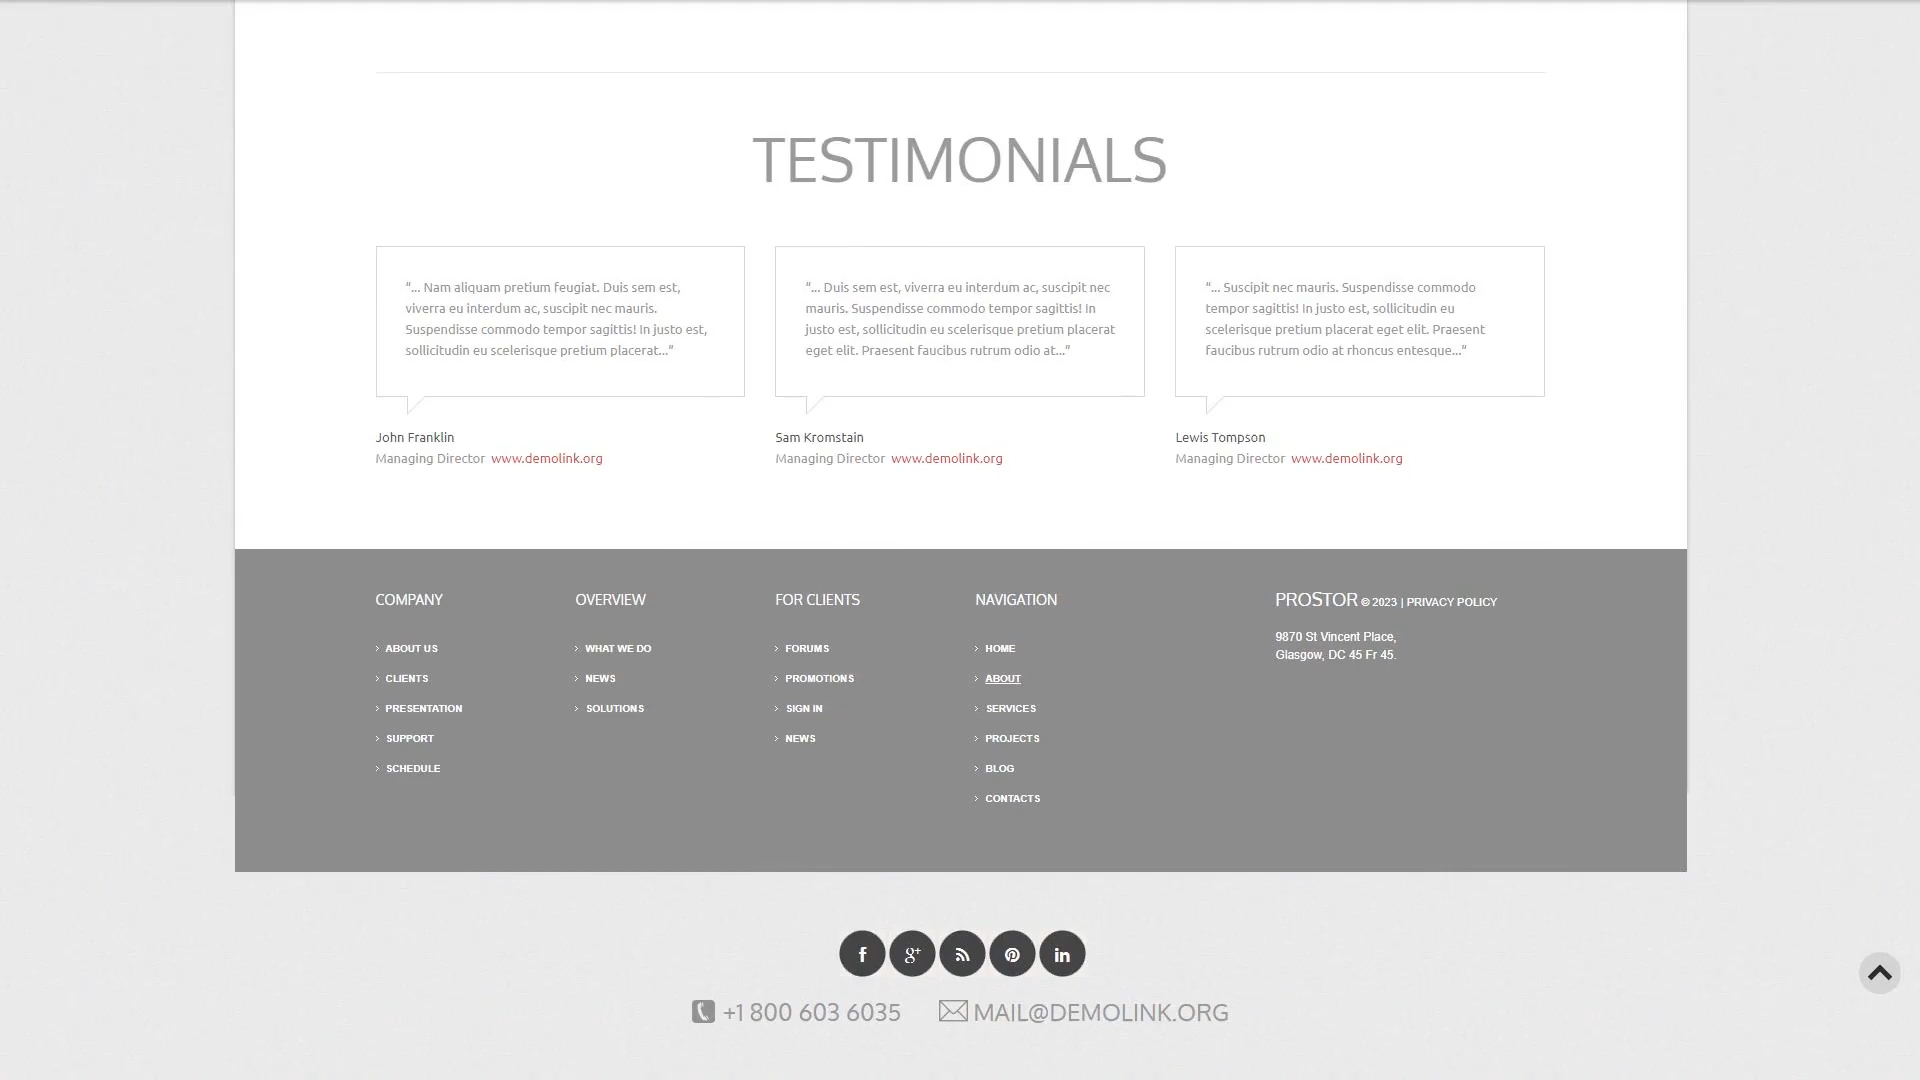 TESTIMONIALS
“... Nam aliquam pretium feugiat. Duis sem est,
viverra eu interdum ac, suscipit nec mauris.
Suspendisse commodo tempor sagittis! In justo est,
sollicitudin eu scelerisque pretium placerat...”
John Franklin
Managing Director www.demolink.org
“... Duis sem est, viverra eu interdum ac, suscipit nec
mauris. Suspendisse commodo tempor sagittis! In
justo est, sollicitudin eu scelerisque pretium placerat
eget elit. Praesent faucibus rutrum odio at...”
Sam Kromstain
Managing Director www.demolink.org
“... Suscipit nec mauris. Suspendisse commodo
tempor sagittis! In justo est, sollicitudin eu
scelerisque pretium placerat eget elit. Praesent
faucibus rutrum odio at rhoncus entesque...“
Lewis Tompson
Managing Director www.demolink.org
COMPANY
ABOUT US
CLIENTS
PRESENTATION
SUPPORT
SCHEDULE
OVERVIEW
WHAT WE DO
NEWS
SOLUTIONS
FOR CLIENTS
FORUMS
PROMOTIONS
SIGN IN
NEWS
NAVIGATION
HOME
ABOUT
SERVICES
PROJECTS
BLOG
CONTACTS
PROSTOR © 2023 | PRIVACY POLICY
9870 St Vincent Place,
Glasgow, DC 45 Fr 45.
f g+ in
+1 800 603 6035 MAIL@DEMOLINK.ORG